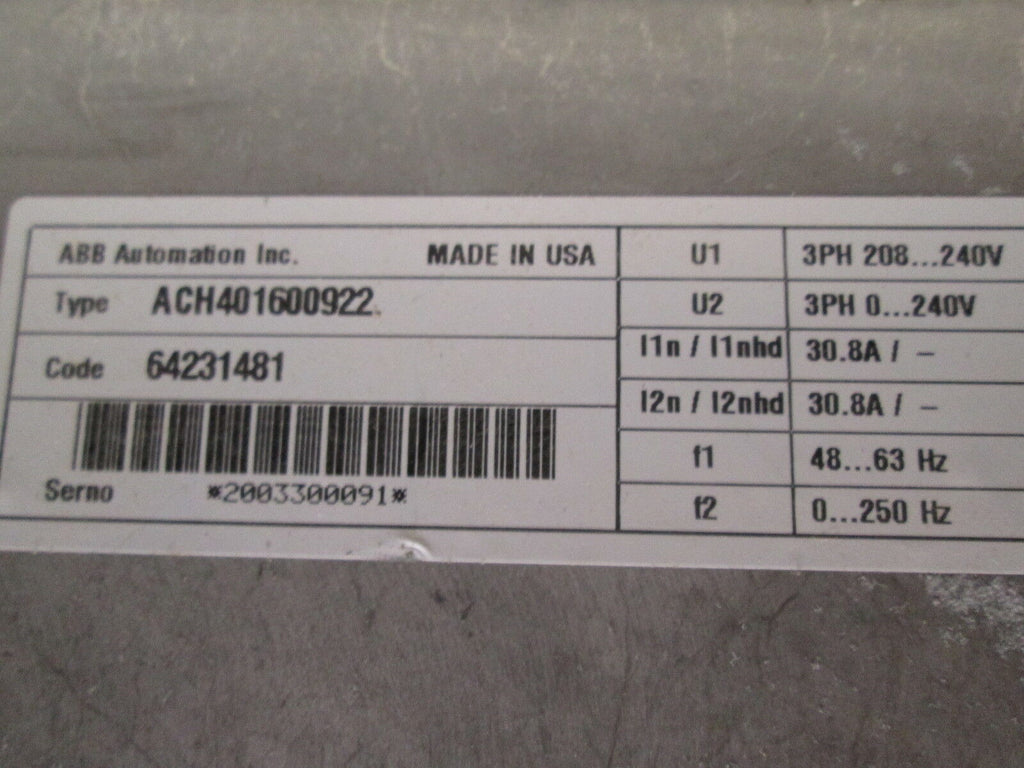 ABB Automation Inc. MADE IN USA
Type ACH401600922
Code 64231481
Serno *2003300091*
U1 3PH 208...240V
U2 3PH 0...240V
I1n / I1nhd 30.8A / –
I2n / I2nhd 30.8A / –
f1 48...63 Hz
f2 0...250 Hz